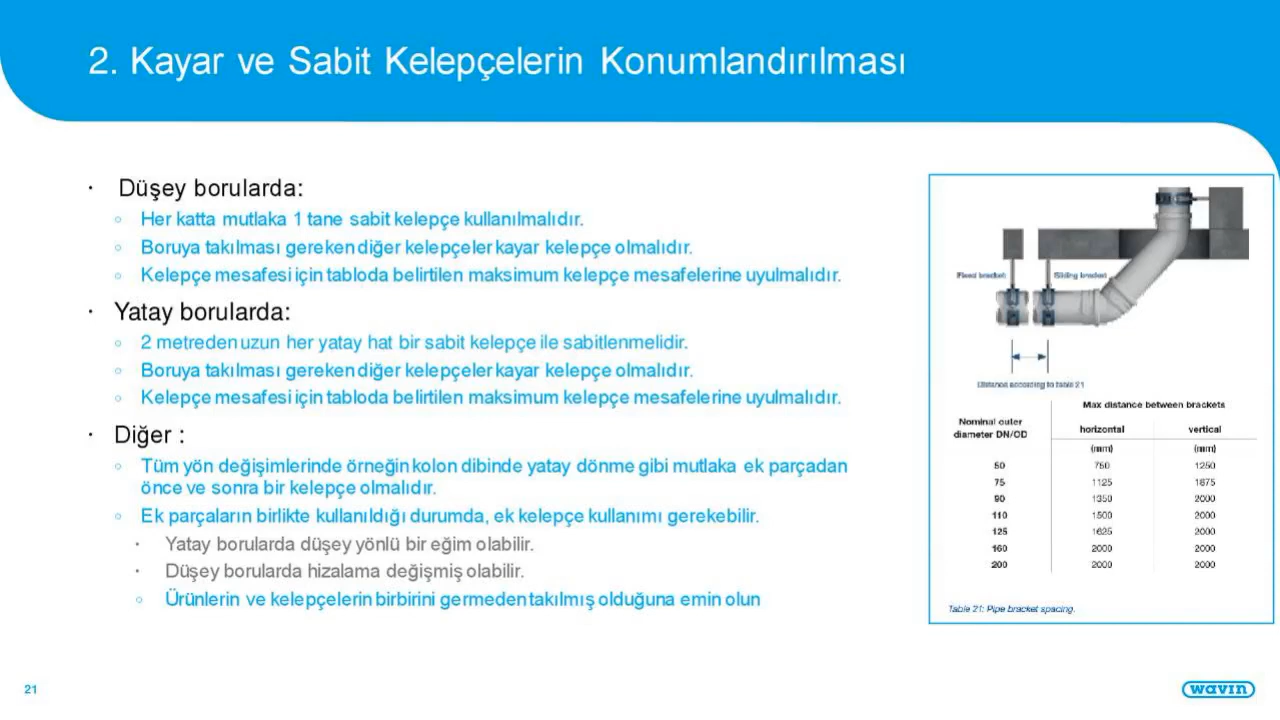 2. Kayar ve Sabit Kelepçelerin Konumlandırılması
· Düşey borularda:
Her katta mutlaka 1 tane sabit kelepçe kullanılmalıdır.
Boruya takılması gereken diğer kelepçeler kayar kelepçe olmalıdır.
Kelepçe mesafesi için tabloda belirtilen maksimum kelepçe mesafelerine uyulmalıdır.
· Yatay borularda:
2 metreden uzun her yatay hat bir sabit kelepçe ile sabitlenmelidir.
Boruya takılması gereken diğer kelepçeler kayar kelepçe olmalıdır.
Kelepçe mesafesi için tabloda belirtilen maksimum kelepçe mesafelerine uyulmalıdır.
· Diğer :
Tüm yön değişimlerinde örneğin kolon dibinde yatay dönme gibi mutlaka ek parçadan
önce ve sonra bir kelepçe olmalıdır.
Ek parçaların birlikte kullanıldığı durumda, ek kelepçe kullanımı gerekebilir.
· Yatay borularda düşey yönlü bir eğim olabilir.
· Düşey borularda hizalama değişmiş olabilir.
Ürünlerin ve kelepçelerin birbirini germeden takılmış olduğuna emin olun
Fixed bracket Sliding bracket
Distance according to table 21
Max distance between brackets
Nominal outer
diameter DN/OD
horizontal vertical
(mm) (mm)
50 750 1250
75 1125 1875
90 1350 2000
110 1500 2000
125 1625 2000
160 2000 2000
200 2000 2000
Table 21: Pipe bracket spacing.
21
wavin